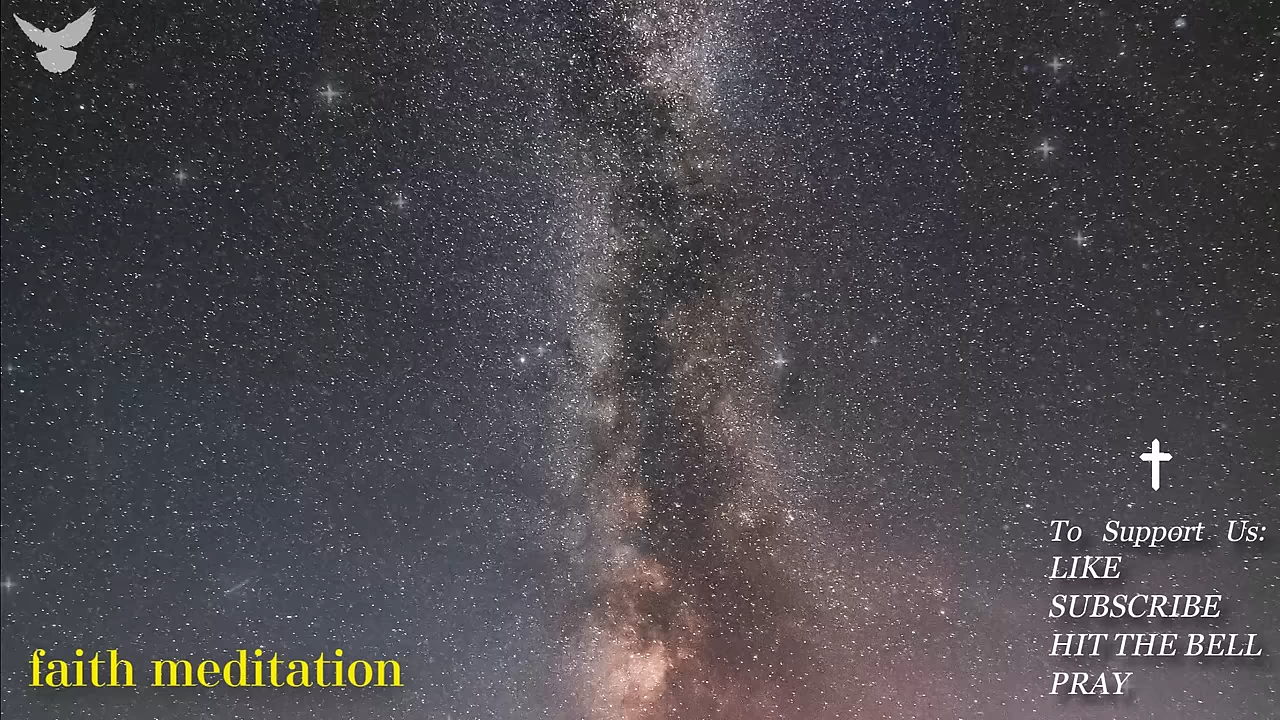 To Support Us:
LIKE
SUBSCRIBE
HIT THE BELL
PRAY
faith meditation